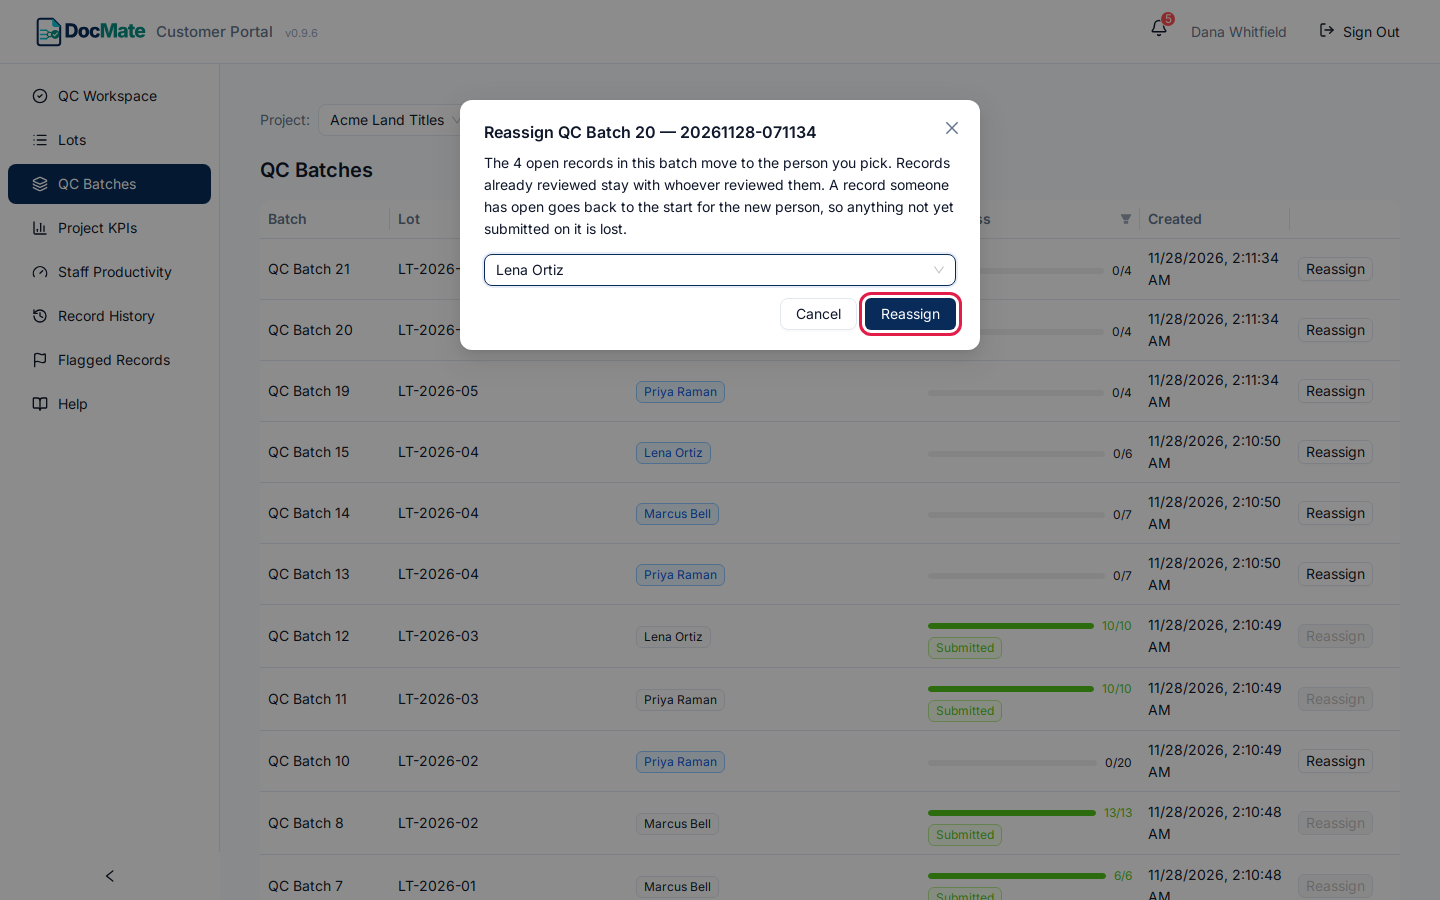 DocMate Customer Portal v0.9.6
5
Dana Whitfield
Sign Out
QC Workspace
Lots
QC Batches
Project KPIs
Staff Productivity
Record History
Flagged Records
Help
Project: Acme Land Titles
QC Batches
Reassign QC Batch 20 — 20261128-071134
The 4 open records in this batch move to the person you pick. Records
already reviewed stay with whoever reviewed them. A record someone
has open goes back to the start for the new person, so anything not yet
submitted on it is lost.
Lena Ortiz
Cancel
Reassign
Batch Lot Created
QC Batch 21 LT-2026- 0/4 11/28/2026, 2:11:34 AM Reassign
QC Batch 20 LT-2026- 0/4 11/28/2026, 2:11:34 AM Reassign
QC Batch 19 LT-2026-05 Priya Raman 0/4 11/28/2026, 2:11:34 AM Reassign
QC Batch 15 LT-2026-04 Lena Ortiz 0/6 11/28/2026, 2:10:50 AM Reassign
QC Batch 14 LT-2026-04 Marcus Bell 0/7 11/28/2026, 2:10:50 AM Reassign
QC Batch 13 LT-2026-04 Priya Raman 0/7 11/28/2026, 2:10:50 AM Reassign
QC Batch 12 LT-2026-03 Lena Ortiz 10/10 Submitted 11/28/2026, 2:10:49 AM Reassign
QC Batch 11 LT-2026-03 Priya Raman 10/10 Submitted 11/28/2026, 2:10:49 AM Reassign
QC Batch 10 LT-2026-02 Priya Raman 0/20 11/28/2026, 2:10:49 AM Reassign
QC Batch 8 LT-2026-02 Marcus Bell 13/13 Submitted 11/28/2026, 2:10:48 AM Reassign
QC Batch 7 LT-2026-01 Marcus Bell 6/6 Submitted 11/28/2026, 2:10:48 AM Reassign